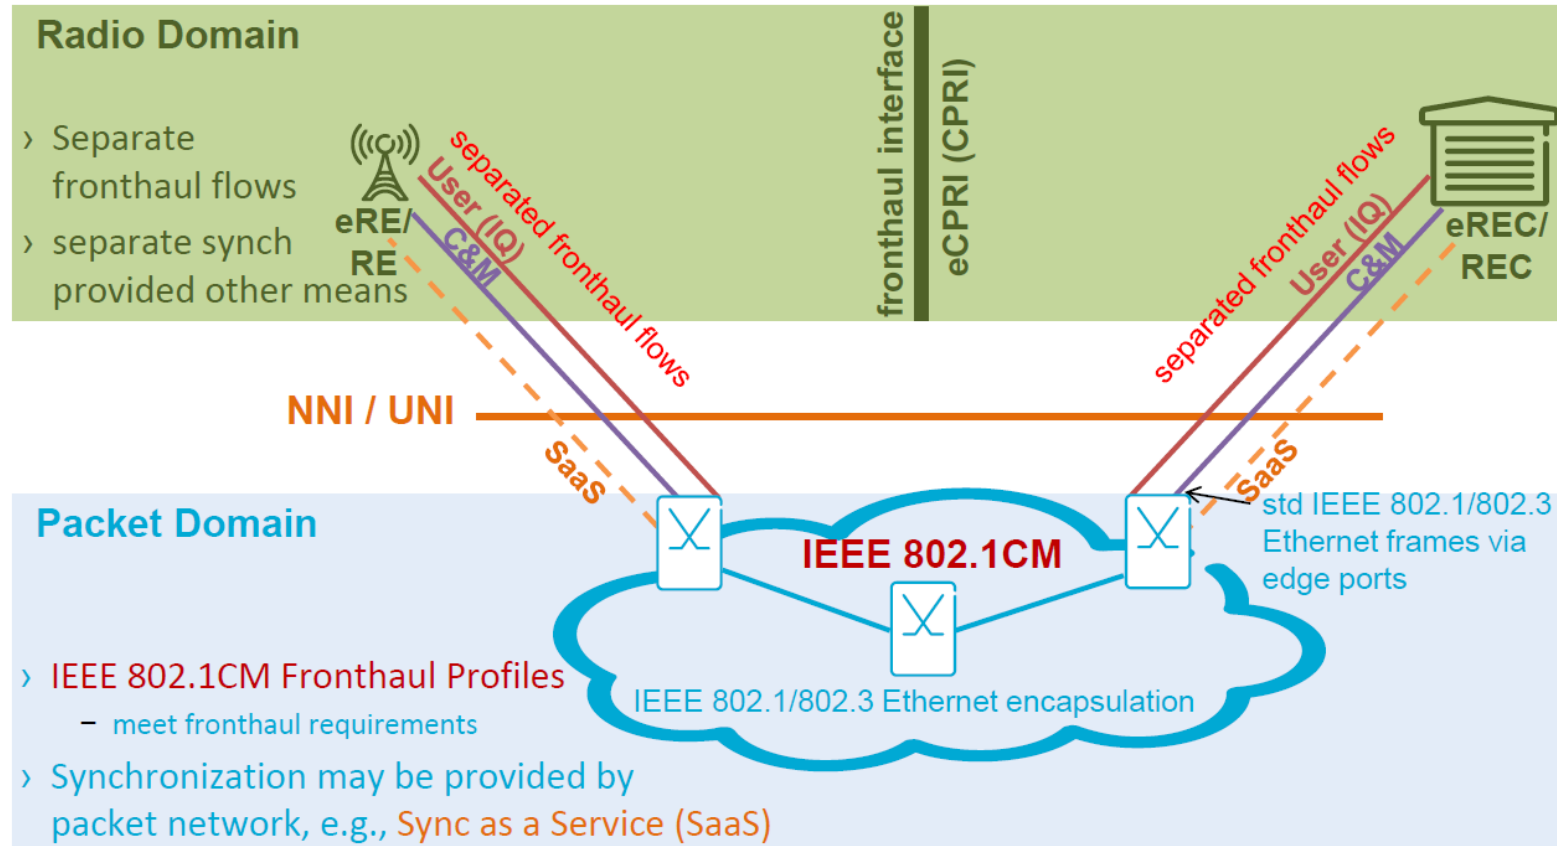 Radio Domain
› Separate
fronthaul flows
› separate synch
provided other means
eRE/
RE
separated fronthaul flows
User (IQ)
C&M
SaaS
fronthaul interface
eCPRI (CPRI)
separated fronthaul flows
User (IQ)
C&M
SaaS
eREC/
REC
NNI / UNI
Packet Domain
IEEE 802.1CM
std IEEE 802.1/802.3
Ethernet frames via
edge ports
IEEE 802.1/802.3 Ethernet encapsulation
› IEEE 802.1CM Fronthaul Profiles
– meet fronthaul requirements
› Synchronization may be provided by
packet network, e.g., Sync as a Service (SaaS)